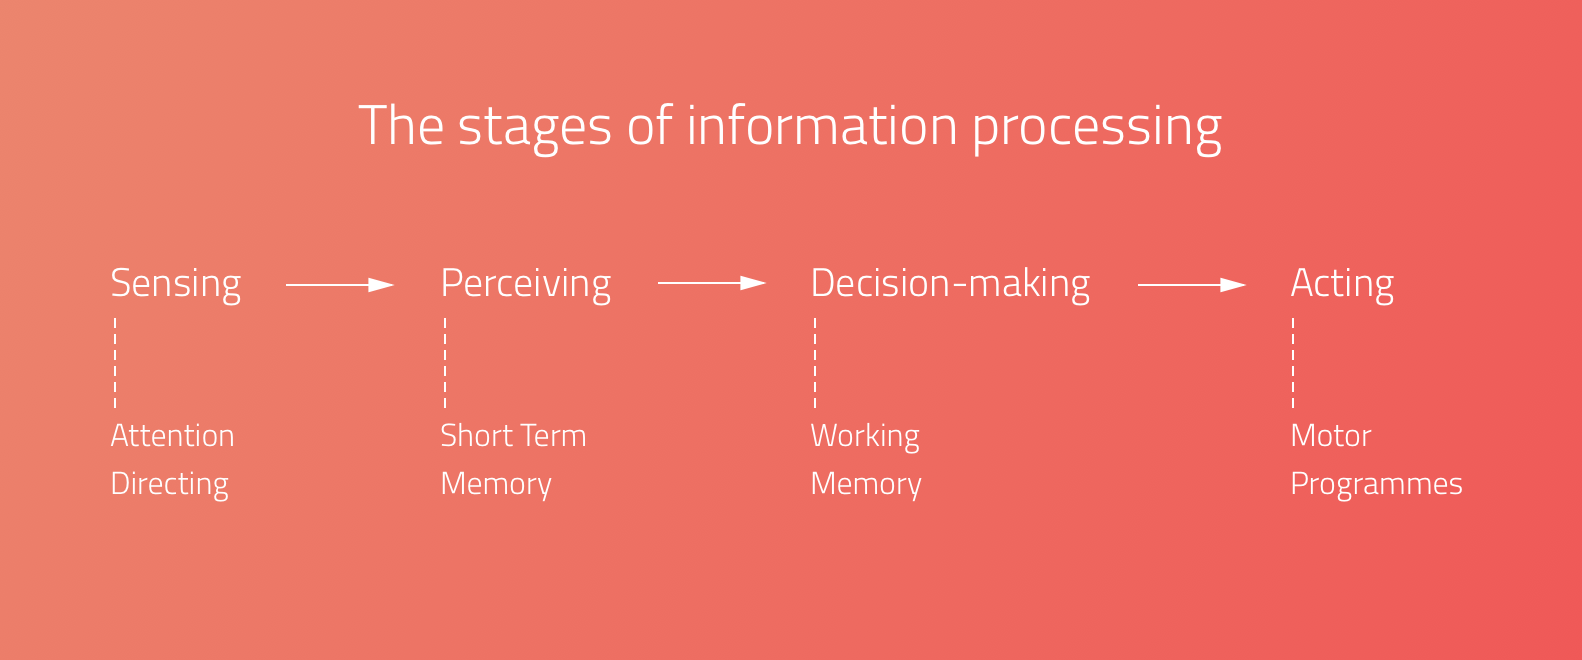 The stages of information processing
Sensing
Perceiving
Decision-making
Acting
Attention
Directing
Short Term
Memory
Working
Memory
Motor
Programmes